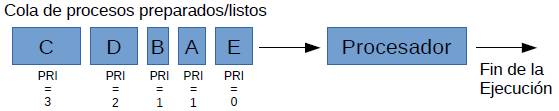 Cola de procesos preparados/listos
C D B A E Procesador
PRI PRI PRI PRI PRI
= = = = =
3 2 1 1 0
Fin de la
Ejecución